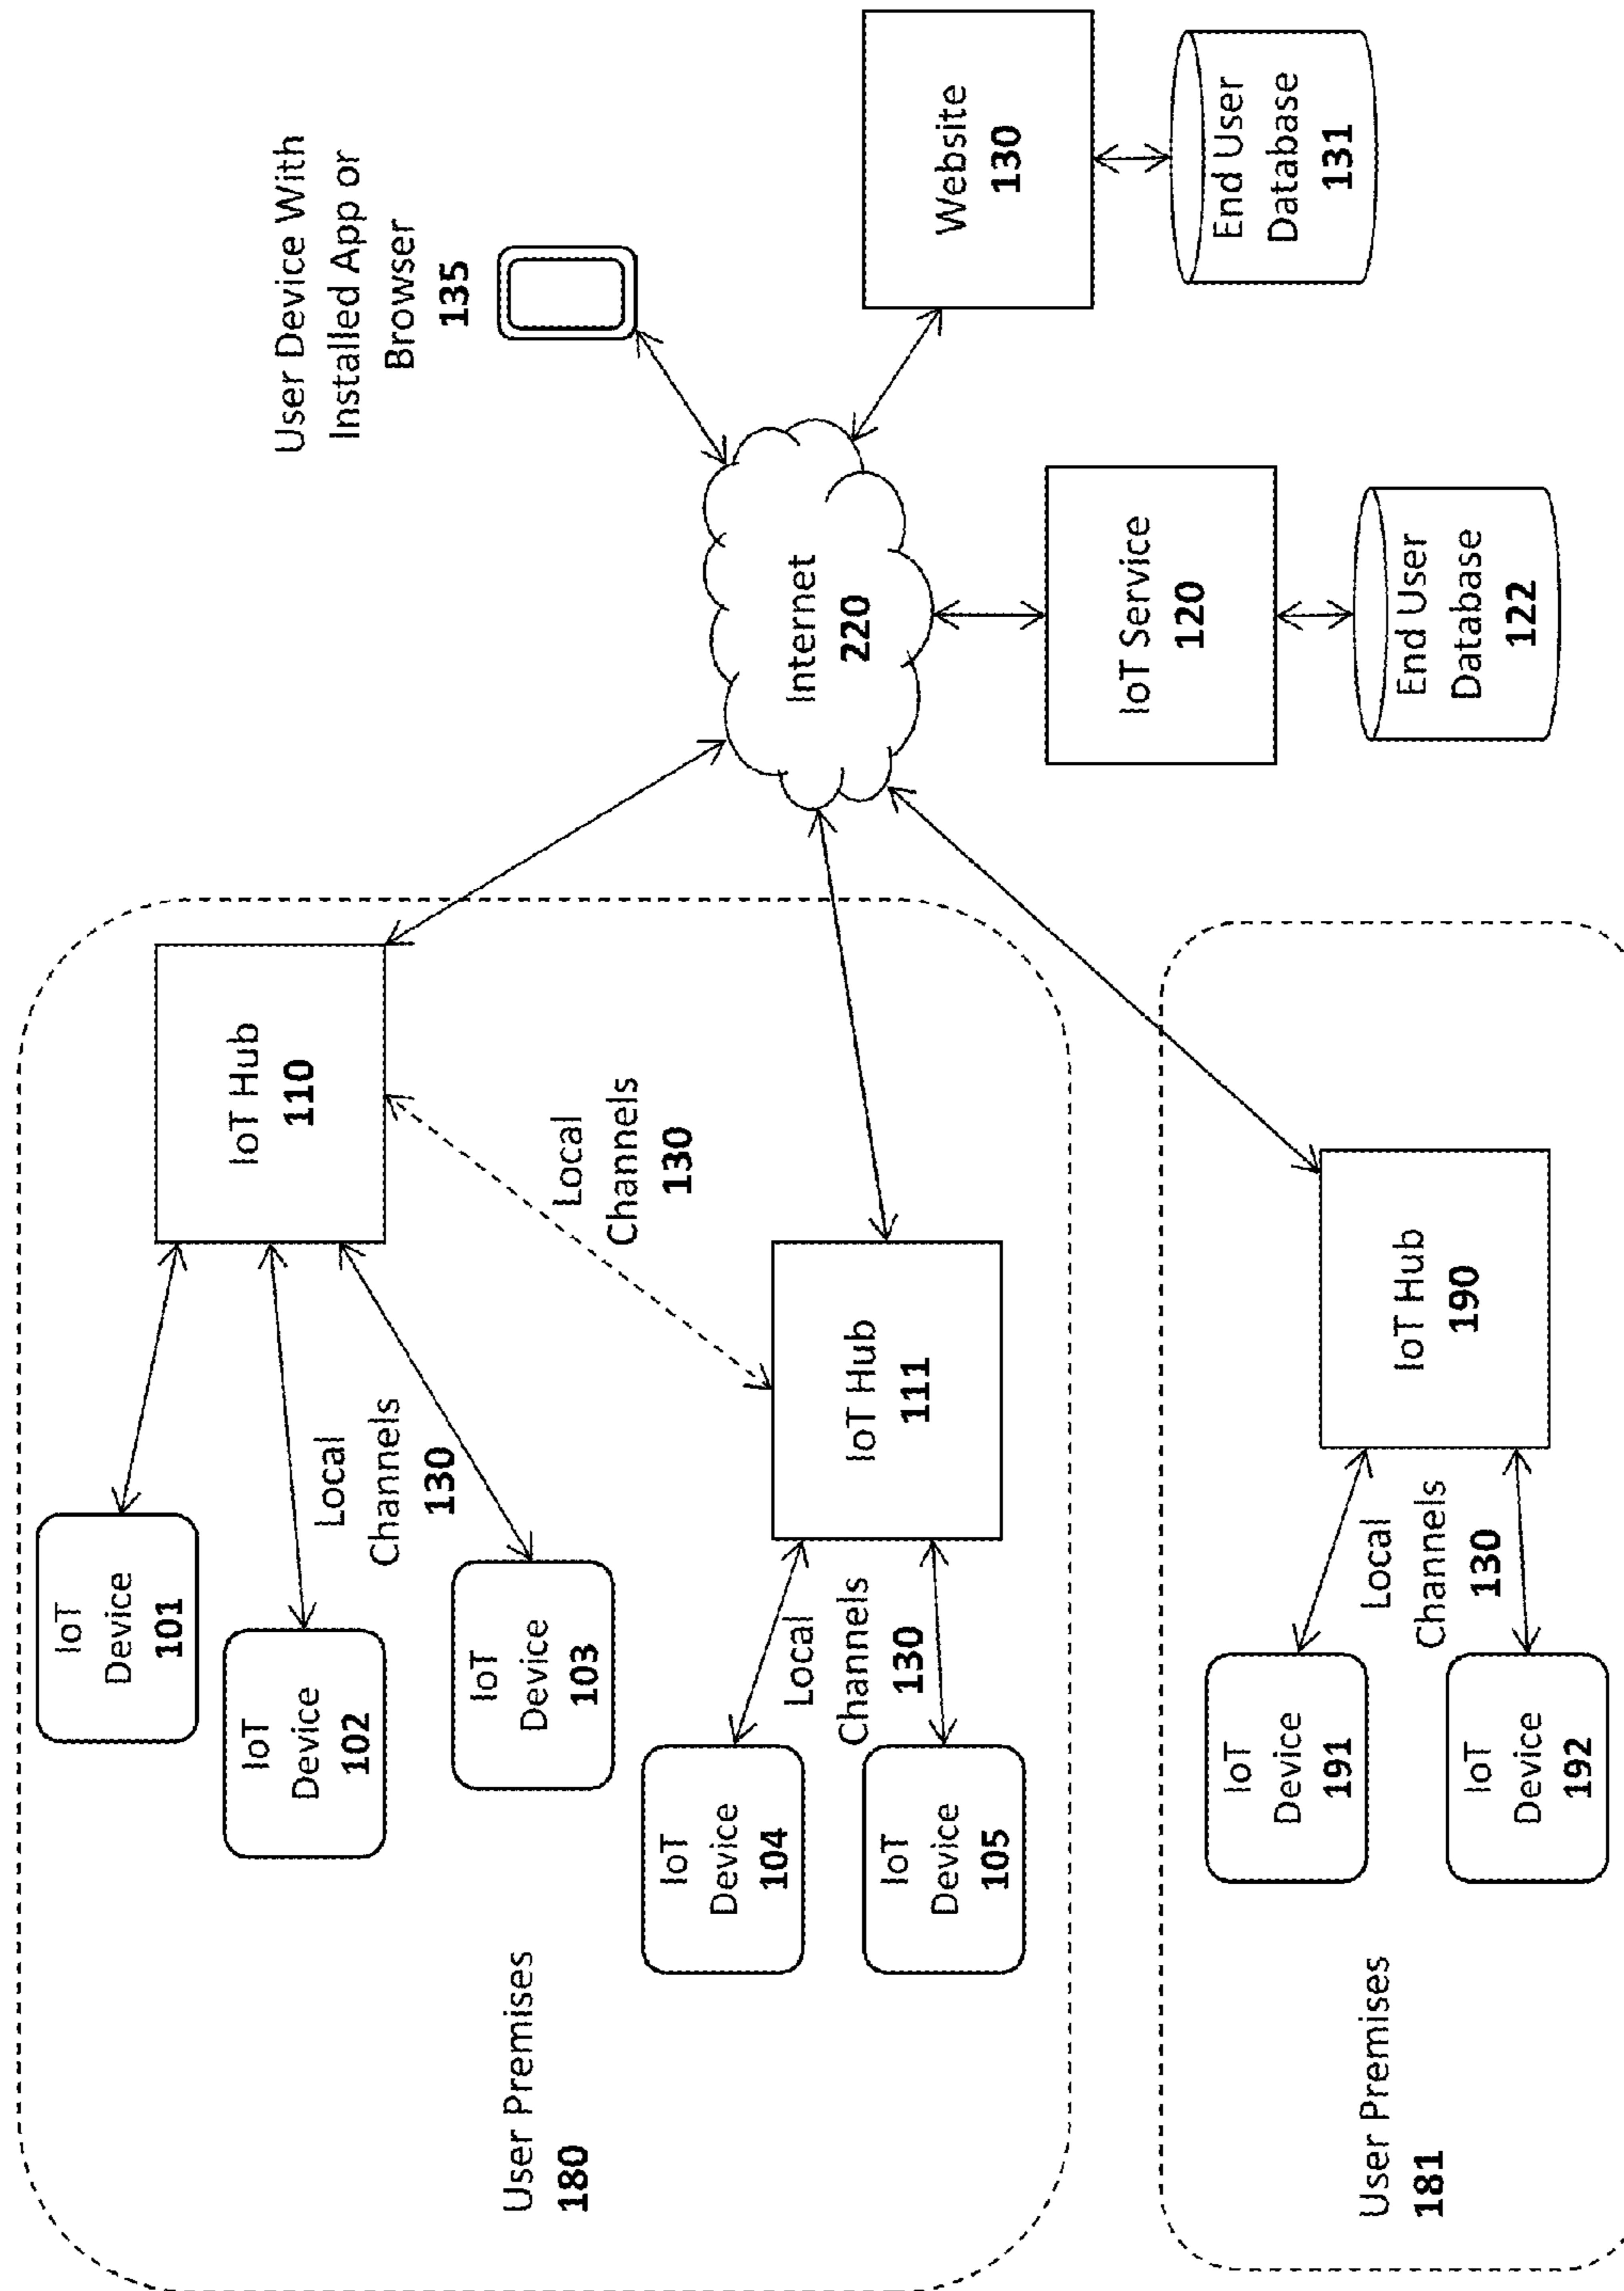 User Device With
Installed App or
Browser
135
IoT
Device
101
IoT
Device
102
IoT
Device
103
Local
Channels
130
IoT Hub
110
Local
Channels
130
User Premises
180
IoT
Device
104
IoT
Device
105
Local
Channels
130
IoT Hub
111
Internet
220
Website
130
End User
Database
131
IoT Service
120
End User
Database
122
User Premises
181
IoT
Device
191
IoT
Device
192
Local
Channels
130
IoT Hub
190